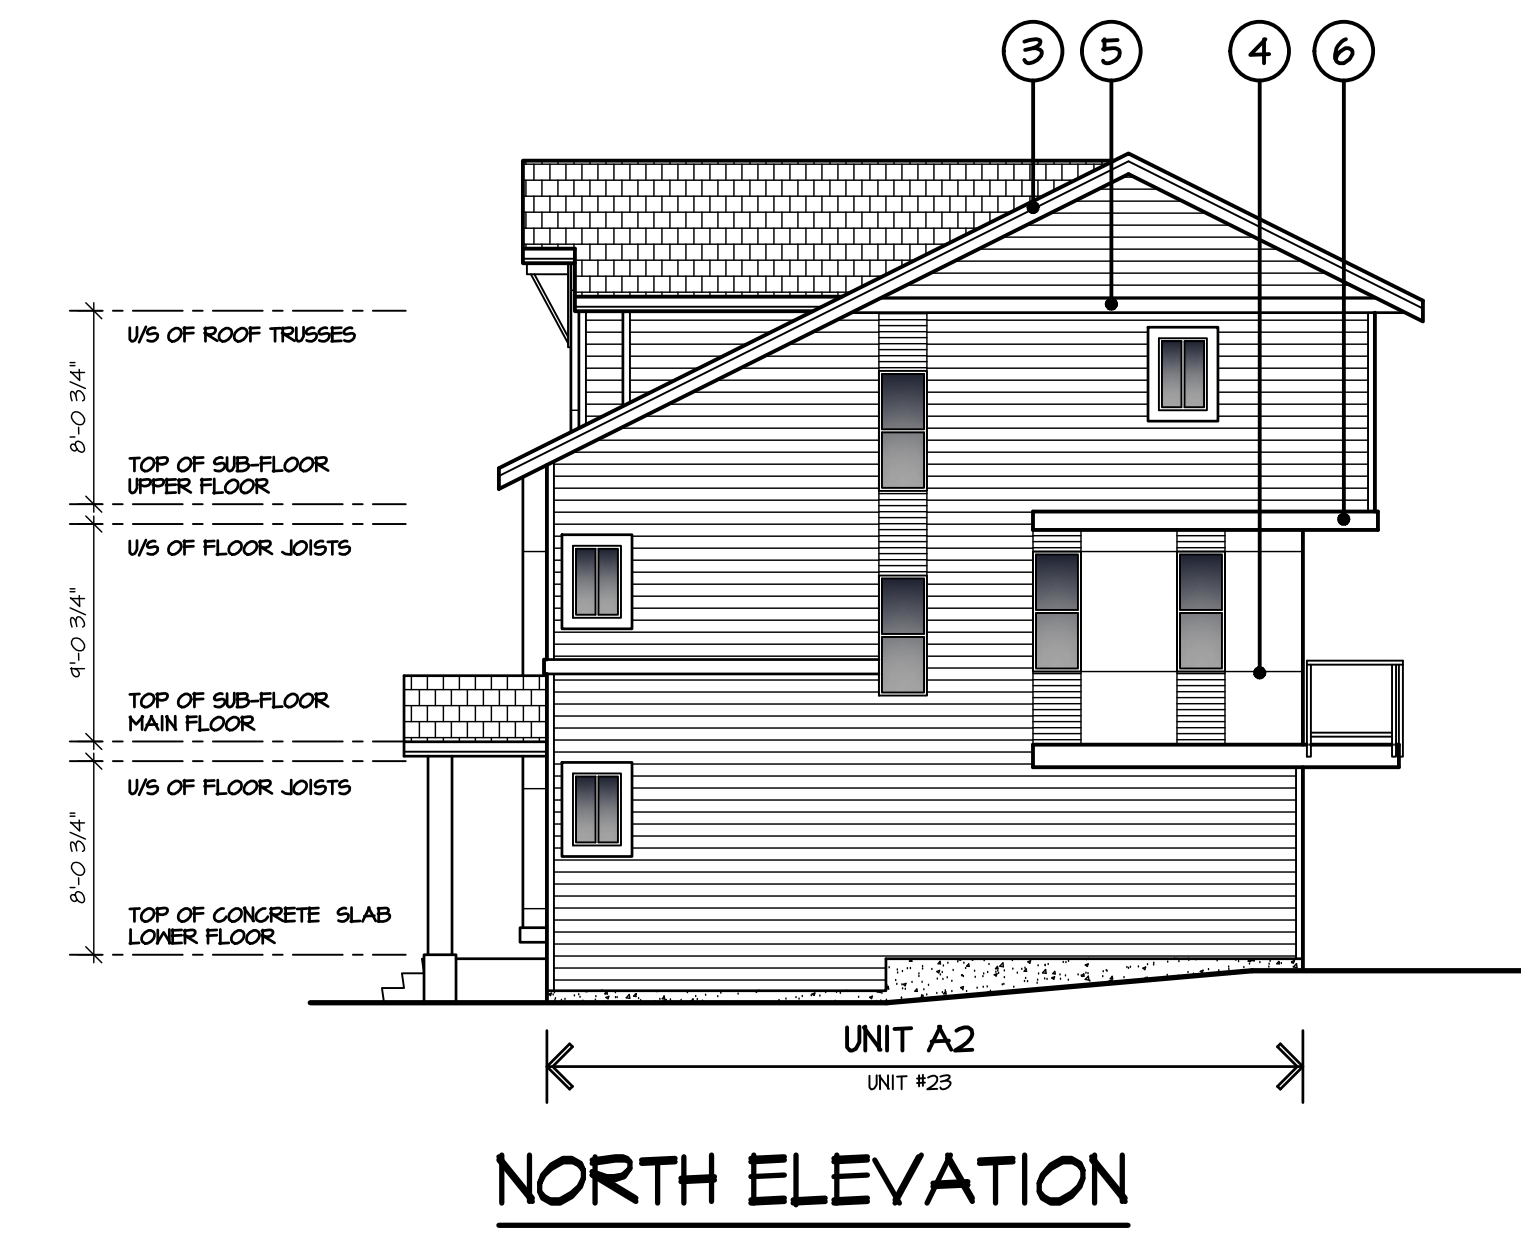 3 5 4 6
U/S OF ROOF TRUSSES
8'-0 3/4"
TOP OF SUB-FLOOR
UPPER FLOOR
U/S OF FLOOR JOISTS
9'-0 3/4"
TOP OF SUB-FLOOR
MAIN FLOOR
U/S OF FLOOR JOISTS
8'-0 3/4"
TOP OF CONCRETE SLAB
LOWER FLOOR
UNIT A2
UNIT #23
NORTH ELEVATION